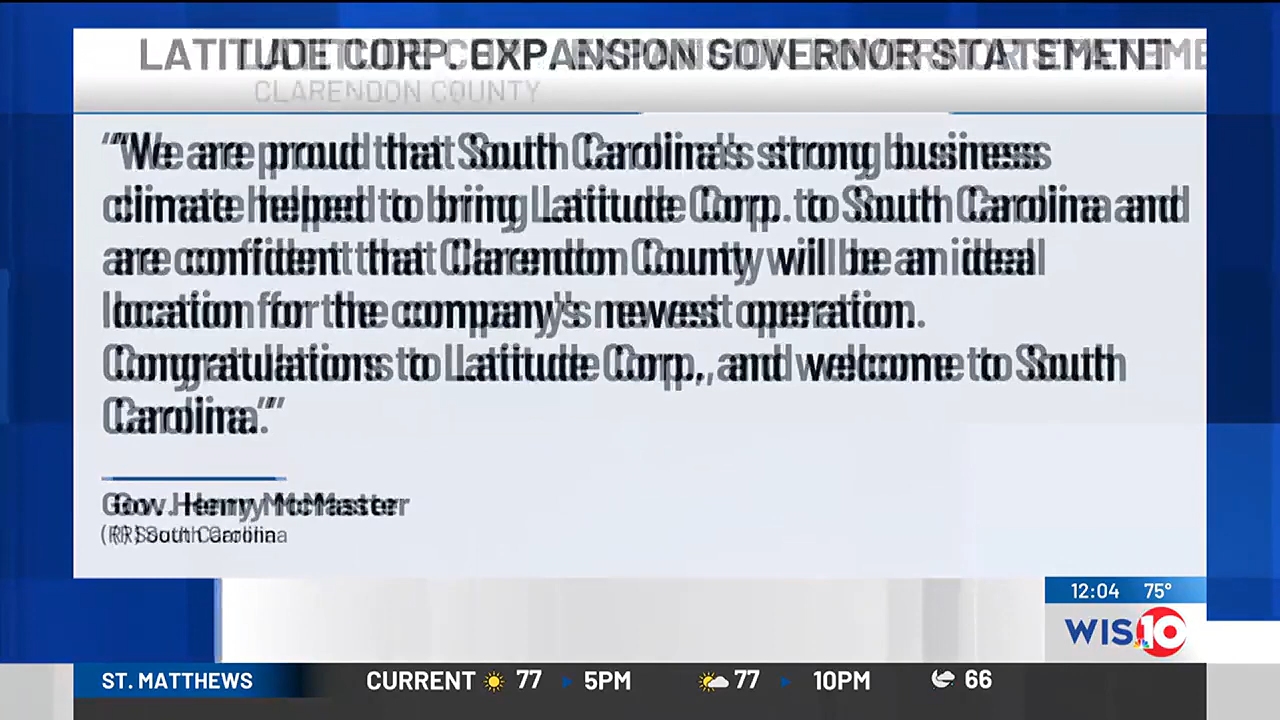 LATITUDE CORP. EXPANSION GOVERNOR STATEMENT
CLARENDON COUNTY
"We are proud that South Carolina's strong business
climate helped to bring Latitude Corp. to South Carolina and
are confident that Clarendon County will be an ideal
location for the company's newest operation.
Congratulations to Latitude Corp., and welcome to South
Carolina."
Gov. Henry McMaster
(R) South Carolina
12:04 75°
WIS10
ST. MATTHEWS CURRENT 77 5PM 77 10PM 66